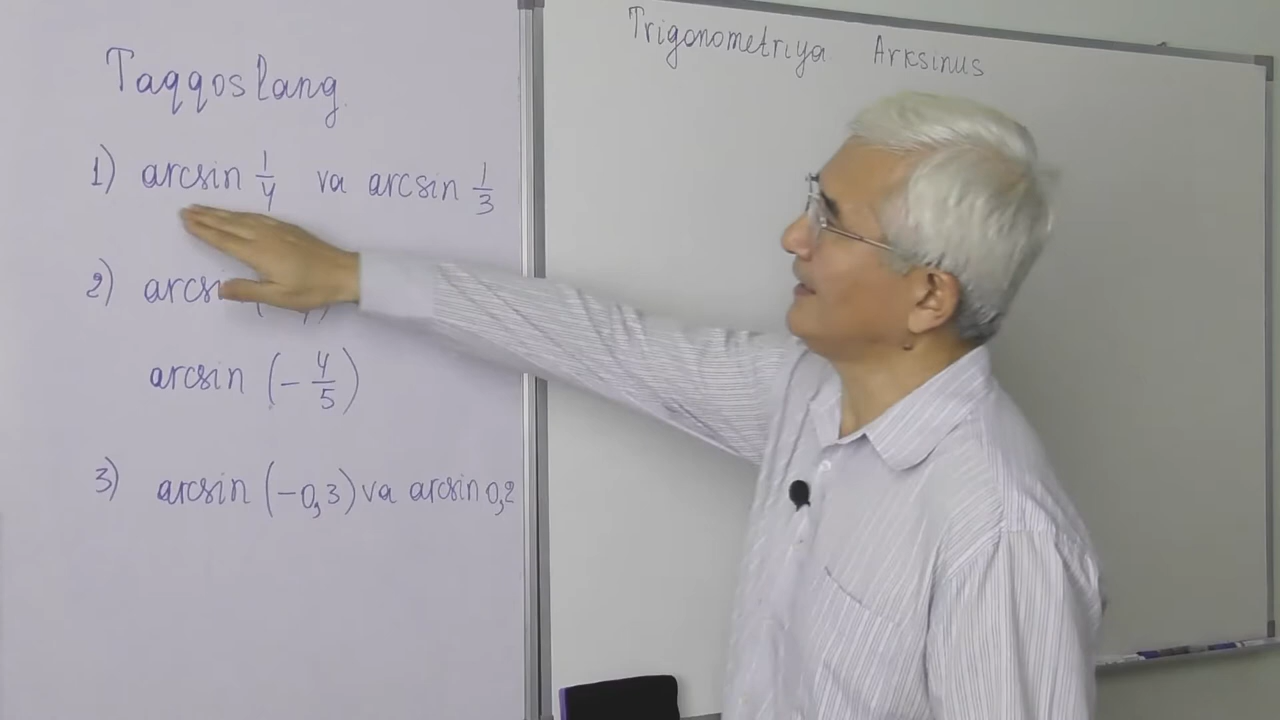 Taqqoslang.
1) arcsin 1/4 va arcsin 1/3
2)
arcsin (-4/5)
3) arcsin (-0,3) va arcsin 0,2
Trigonometriya Arksinus